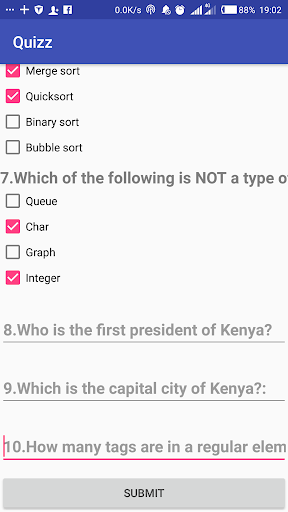 0.0K/s 4G 88% 19:02
Quizz
Merge sort
Quicksort
Binary sort
Bubble sort
7.Which of the following is NOT a type o
Queue
Char
Graph
Integer
8.Who is the first president of Kenya?
9.Which is the capital city of Kenya?:
10.How many tags are in a regular elem
SUBMIT